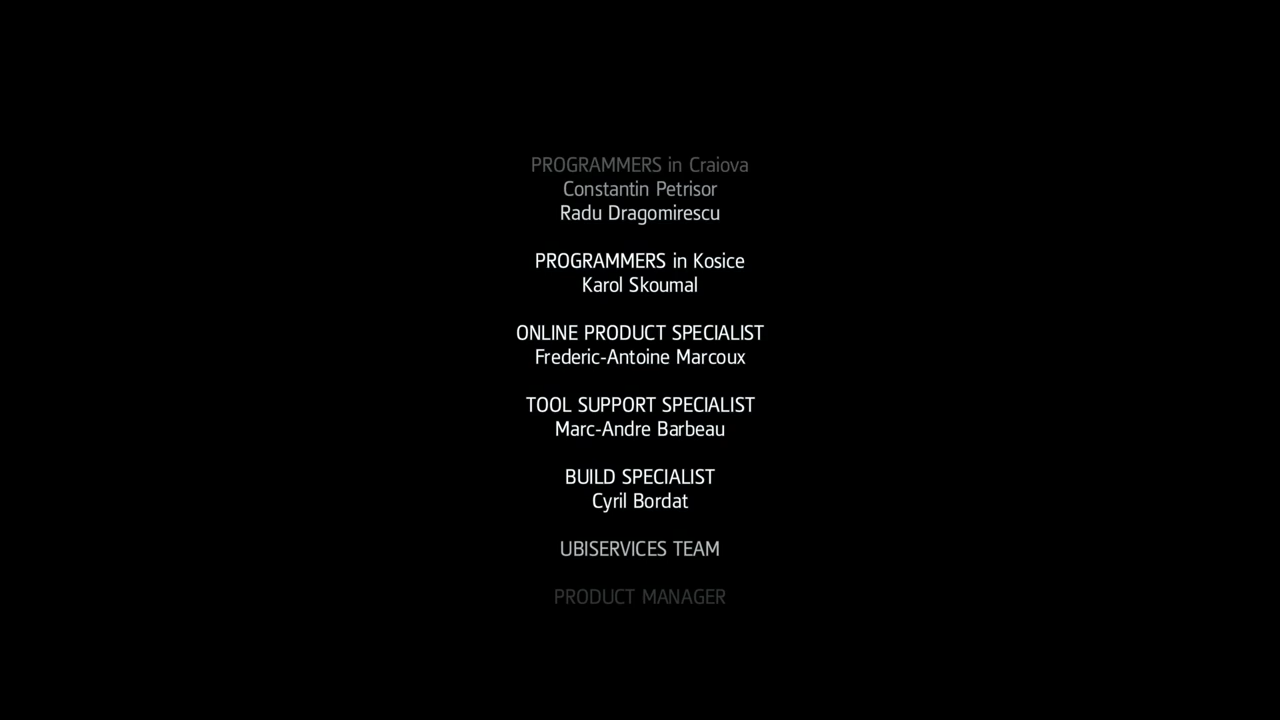 PROGRAMMERS in Craiova
Constantin Petrisor
Radu Dragomirescu
PROGRAMMERS in Kosice
Karol Skoumal
ONLINE PRODUCT SPECIALIST
Frederic-Antoine Marcoux
TOOL SUPPORT SPECIALIST
Marc-Andre Barbeau
BUILD SPECIALIST
Cyril Bordat
UBISERVICES TEAM
PRODUCT MANAGER